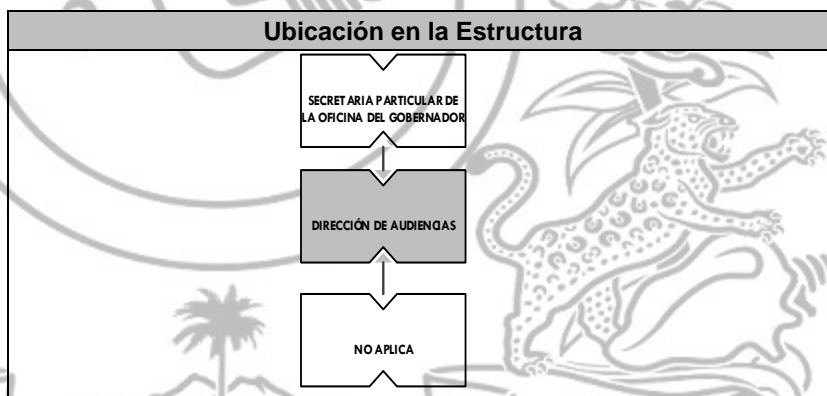 Ubicación en la Estructura
SECRETARIA PARTICULAR DE
LA OFICINA DEL GOBERNADOR
DIRECCIÓN DE AUDIENCIAS
NO APLICA